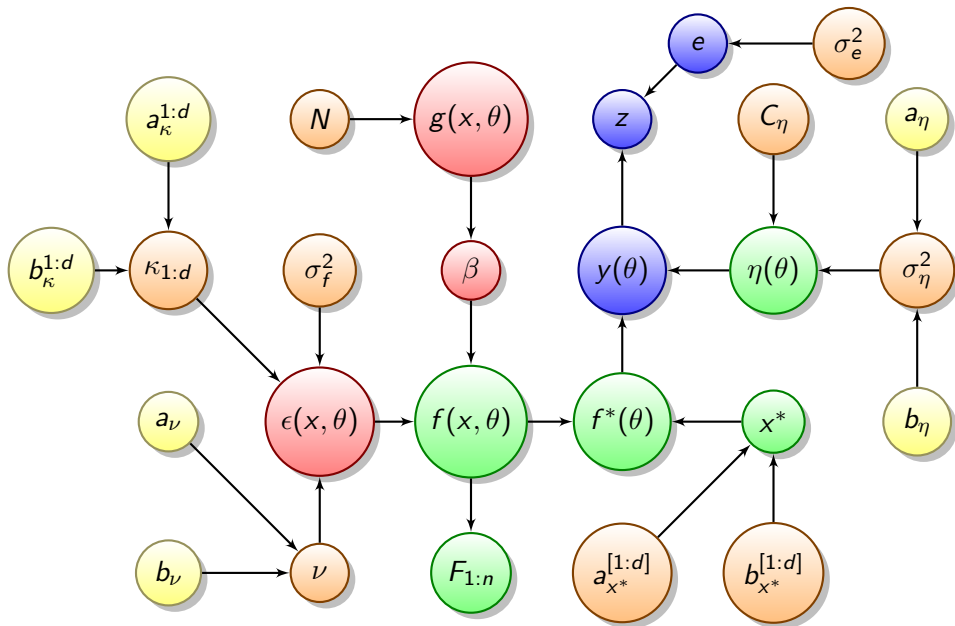 e
σ_e^2
a_κ^{1:d}
N
g(x, θ)
z
C_η
a_η
b_κ^{1:d}
κ_{1:d}
σ_f^2
β
y(θ)
η(θ)
σ_η^2
a_ν
ϵ(x, θ)
f(x, θ)
f*(θ)
x*
b_η
b_ν
ν
F_{1:n}
a_{x*}^{[1:d]}
b_{x*}^{[1:d]}